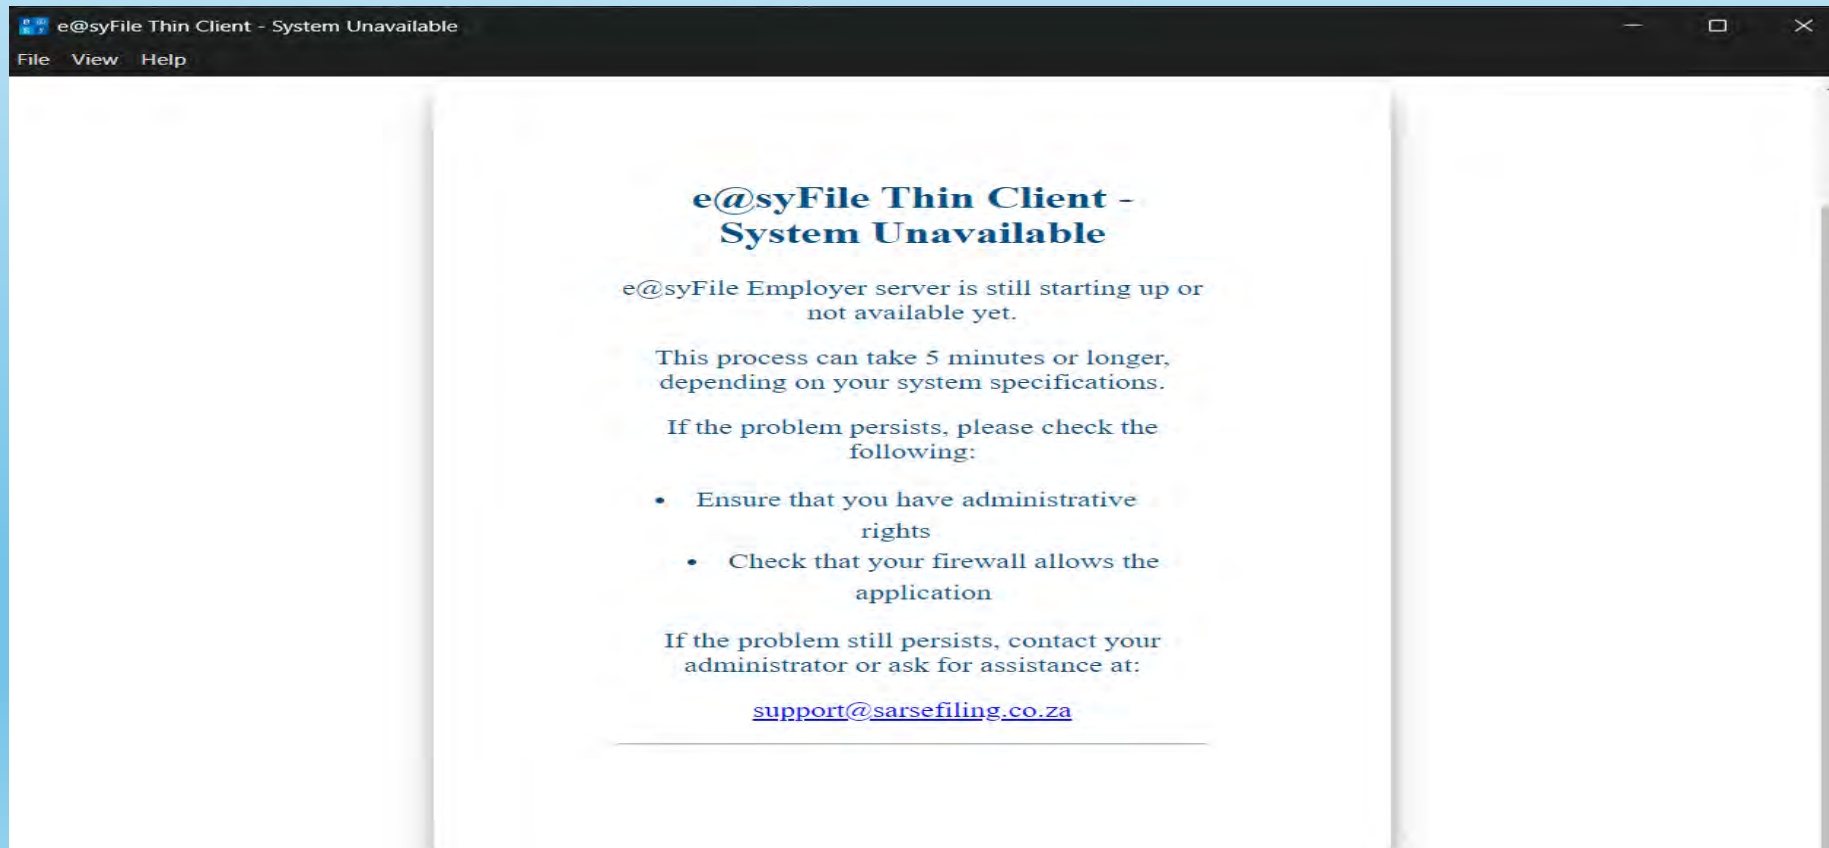 e@syFile Thin Client - System Unavailable
File View Help
e@syFile Thin Client -
System Unavailable
e@syFile Employer server is still starting up or
not available yet.
This process can take 5 minutes or longer,
depending on your system specifications.
If the problem persists, please check the
following:
• Ensure that you have administrative
rights
• Check that your firewall allows the
application
If the problem still persists, contact your
administrator or ask for assistance at:
support@sarsefiling.co.za